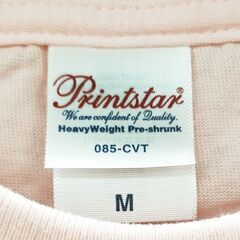 Printstar®
We are confident of Quality.
HeavyWeight Pre-shrunk
085-CVT
M